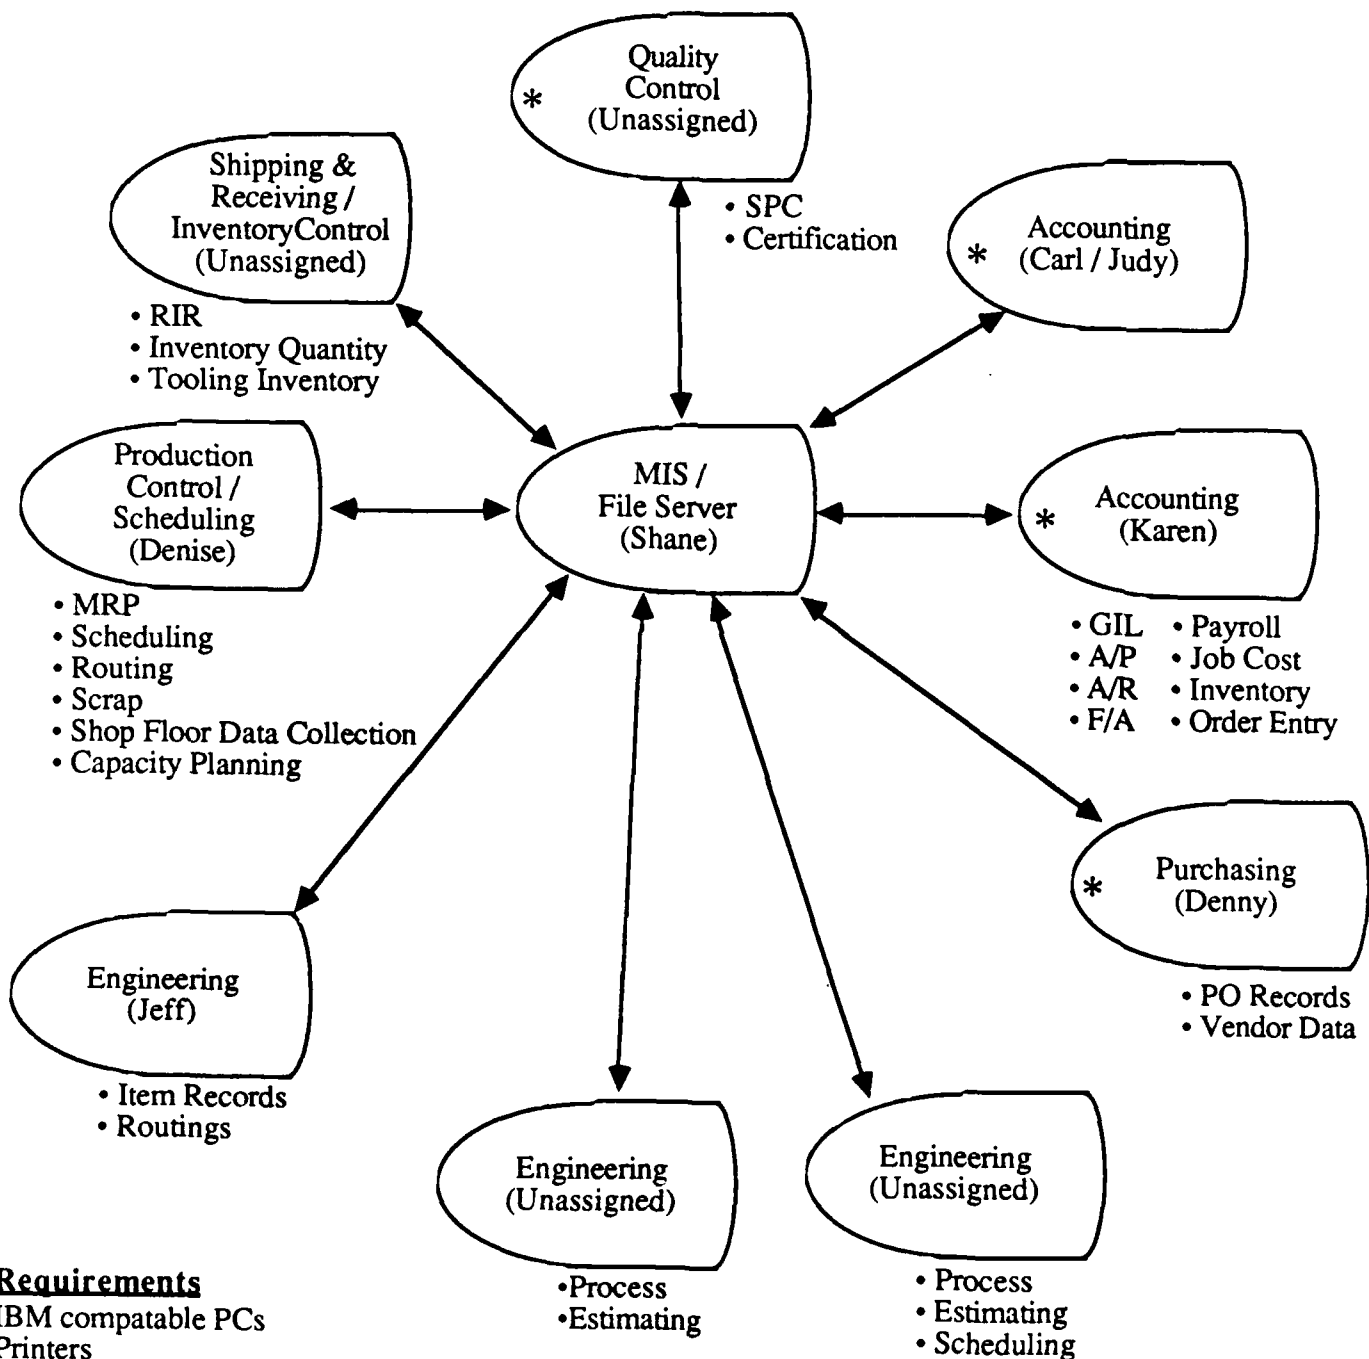 Quality
Control
(Unassigned)
*
• SPC
• Certification
Shipping &
Receiving /
InventoryControl
(Unassigned)
• RIR
• Inventory Quantity
• Tooling Inventory
Accounting
(Carl / Judy)
*
Production
Control /
Scheduling
(Denise)
• MRP
• Scheduling
• Routing
• Scrap
• Shop Floor Data Collection
• Capacity Planning
MIS /
File Server
(Shane)
Accounting
(Karen)
*
• GIL • Payroll
• A/P • Job Cost
• A/R • Inventory
• F/A • Order Entry
Purchasing
(Denny)
*
• PO Records
• Vendor Data
Engineering
(Jeff)
• Item Records
• Routings
Engineering
(Unassigned)
•Process
•Estimating
Engineering
(Unassigned)
• Process
• Estimating
• Scheduling
Requirements
IBM compatable PCs
Printers